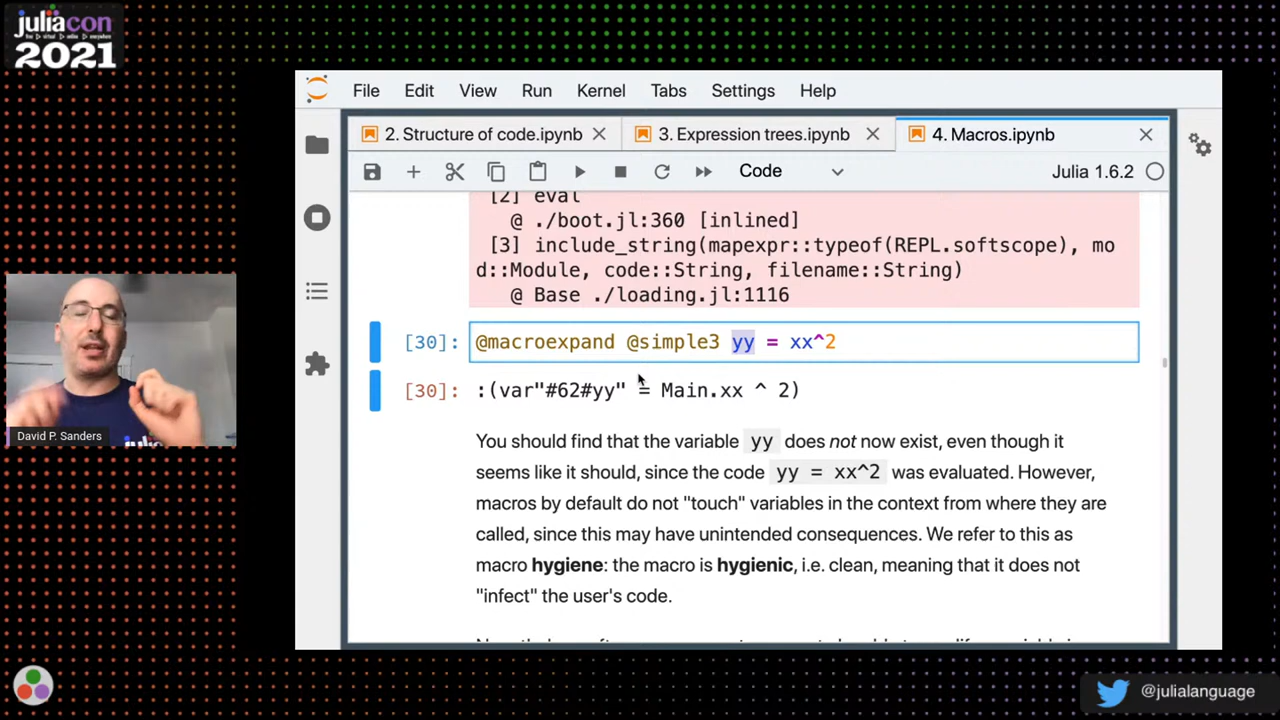 juliacon
2021
File Edit View Run Kernel Tabs Settings Help
2. Structure of code.ipynb
3. Expression trees.ipynb
4. Macros.ipynb
Code
Julia 1.6.2
[2] eval
@ ./boot.jl:360 [inlined]
[3] include_string(mapexpr::typeof(REPL.softscope), mo
d::Module, code::String, filename::String)
@ Base ./loading.jl:1116
[30]: @macroexpand @simple3 yy = xx^2
[30]: :(var"#62#yy" = Main.xx ^ 2)
You should find that the variable yy does not now exist, even though it
seems like it should, since the code yy = xx^2 was evaluated. However,
macros by default do not "touch" variables in the context from where they are
called, since this may have unintended consequences. We refer to this as
macro hygiene: the macro is hygienic, i.e. clean, meaning that it does not
"infect" the user's code.
David P. Sanders
@julialanguage